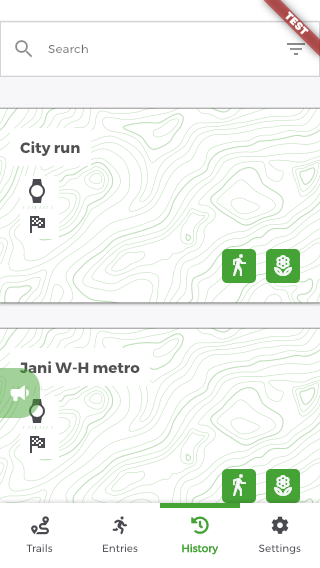 TEST
Search
City run
Jani W-H metro
Trails
Entries
History
Settings